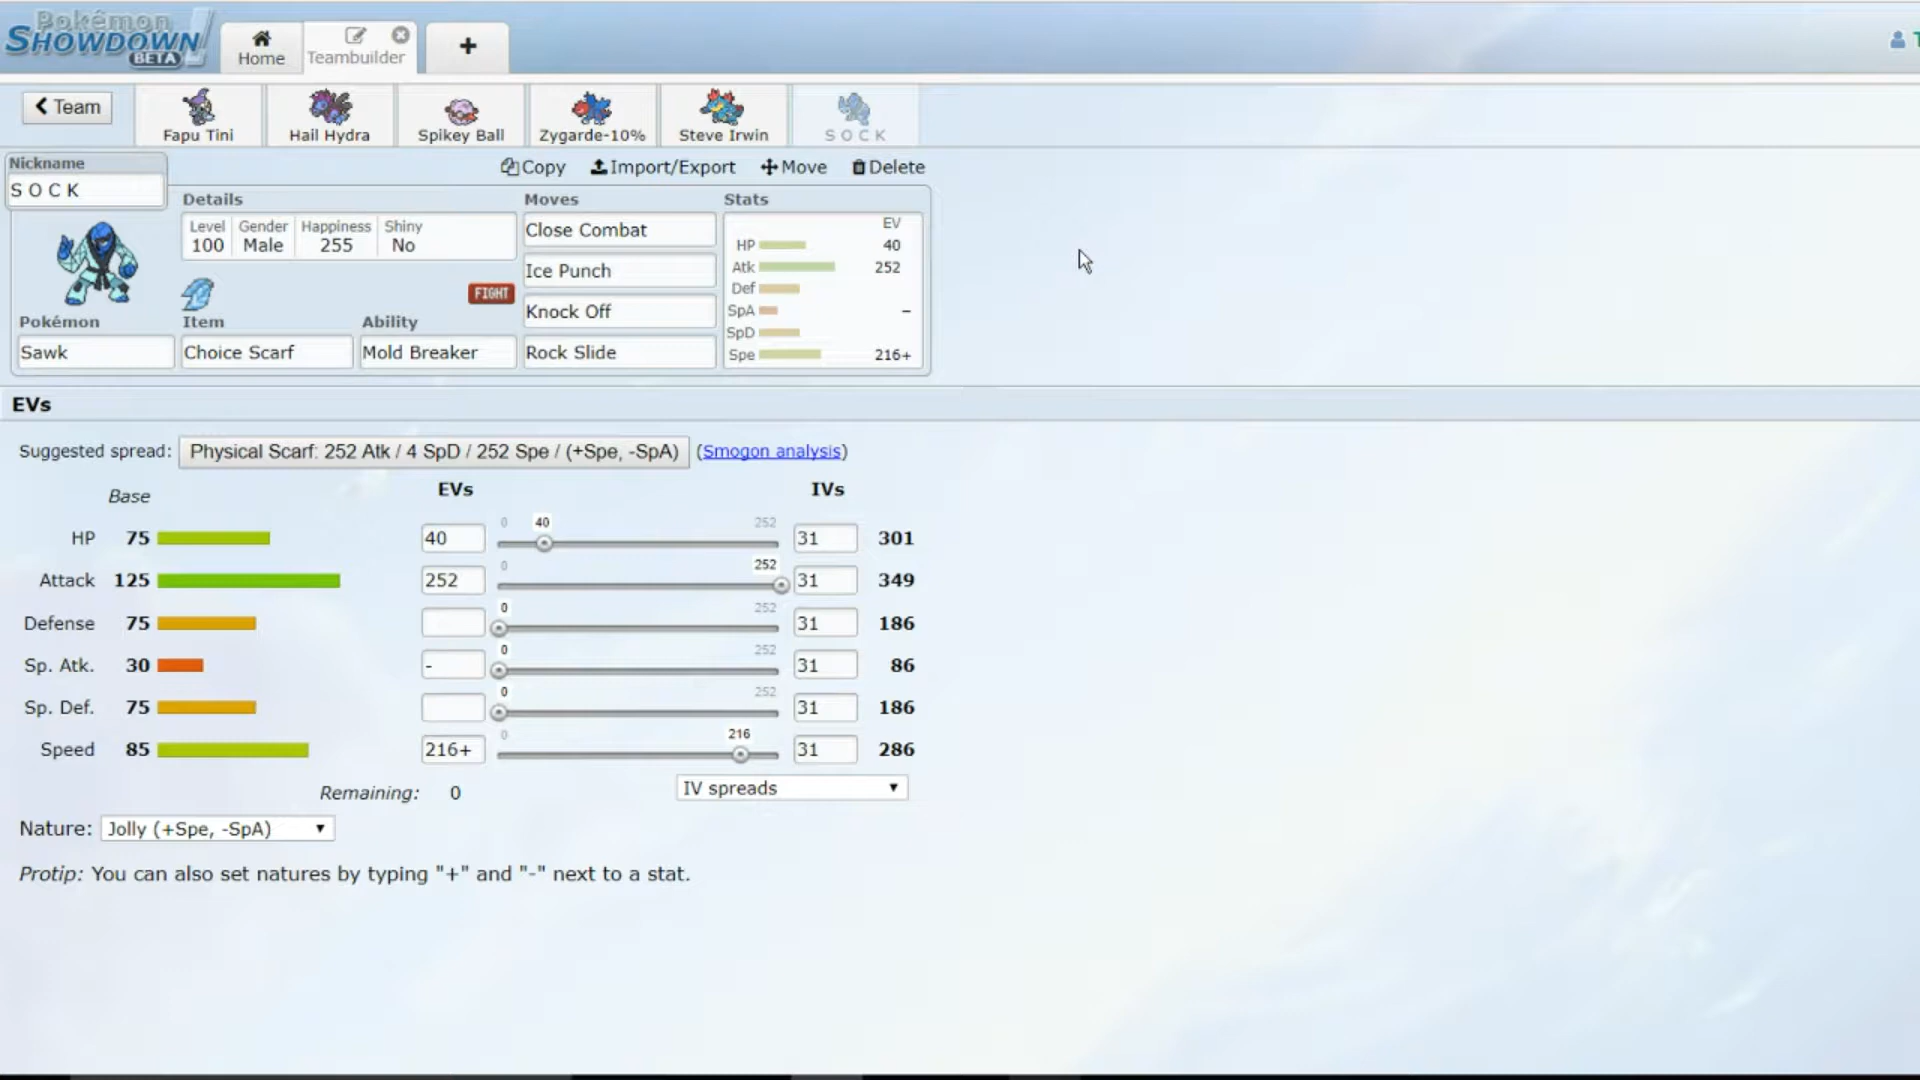 Pokémon
SHOWDOWN!
BETA
Home
Teambuilder
+
T
Team
Fapu Tini
Hail Hydra
Spikey Ball
Zygarde-10%
Steve Irwin
S O C K
Nickname
S O C K
Copy Import/Export Move Delete
Details
Level Gender Happiness Shiny
100 Male 255 No
FIGHT
Pokémon Item Ability
Sawk Choice Scarf Mold Breaker
Moves
Close Combat
Ice Punch
Knock Off
Rock Slide
Stats
EV
HP 40
Atk 252
Def
SpA –
SpD
Spe 216+
EVs
Suggested spread: Physical Scarf: 252 Atk / 4 SpD / 252 Spe / (+Spe, -SpA) (Smogon analysis)
Base EVs IVs
0 40 252
HP 75 40 31 301
0 252
Attack 125 252 31 349
0 252
Defense 75 31 186
0 252
Sp. Atk. 30 - 31 86
0 252
Sp. Def. 75 31 186
0 216
Speed 85 216+ 31 286
Remaining: 0 IV spreads
Nature: Jolly (+Spe, -SpA)
Protip: You can also set natures by typing "+" and "-" next to a stat.